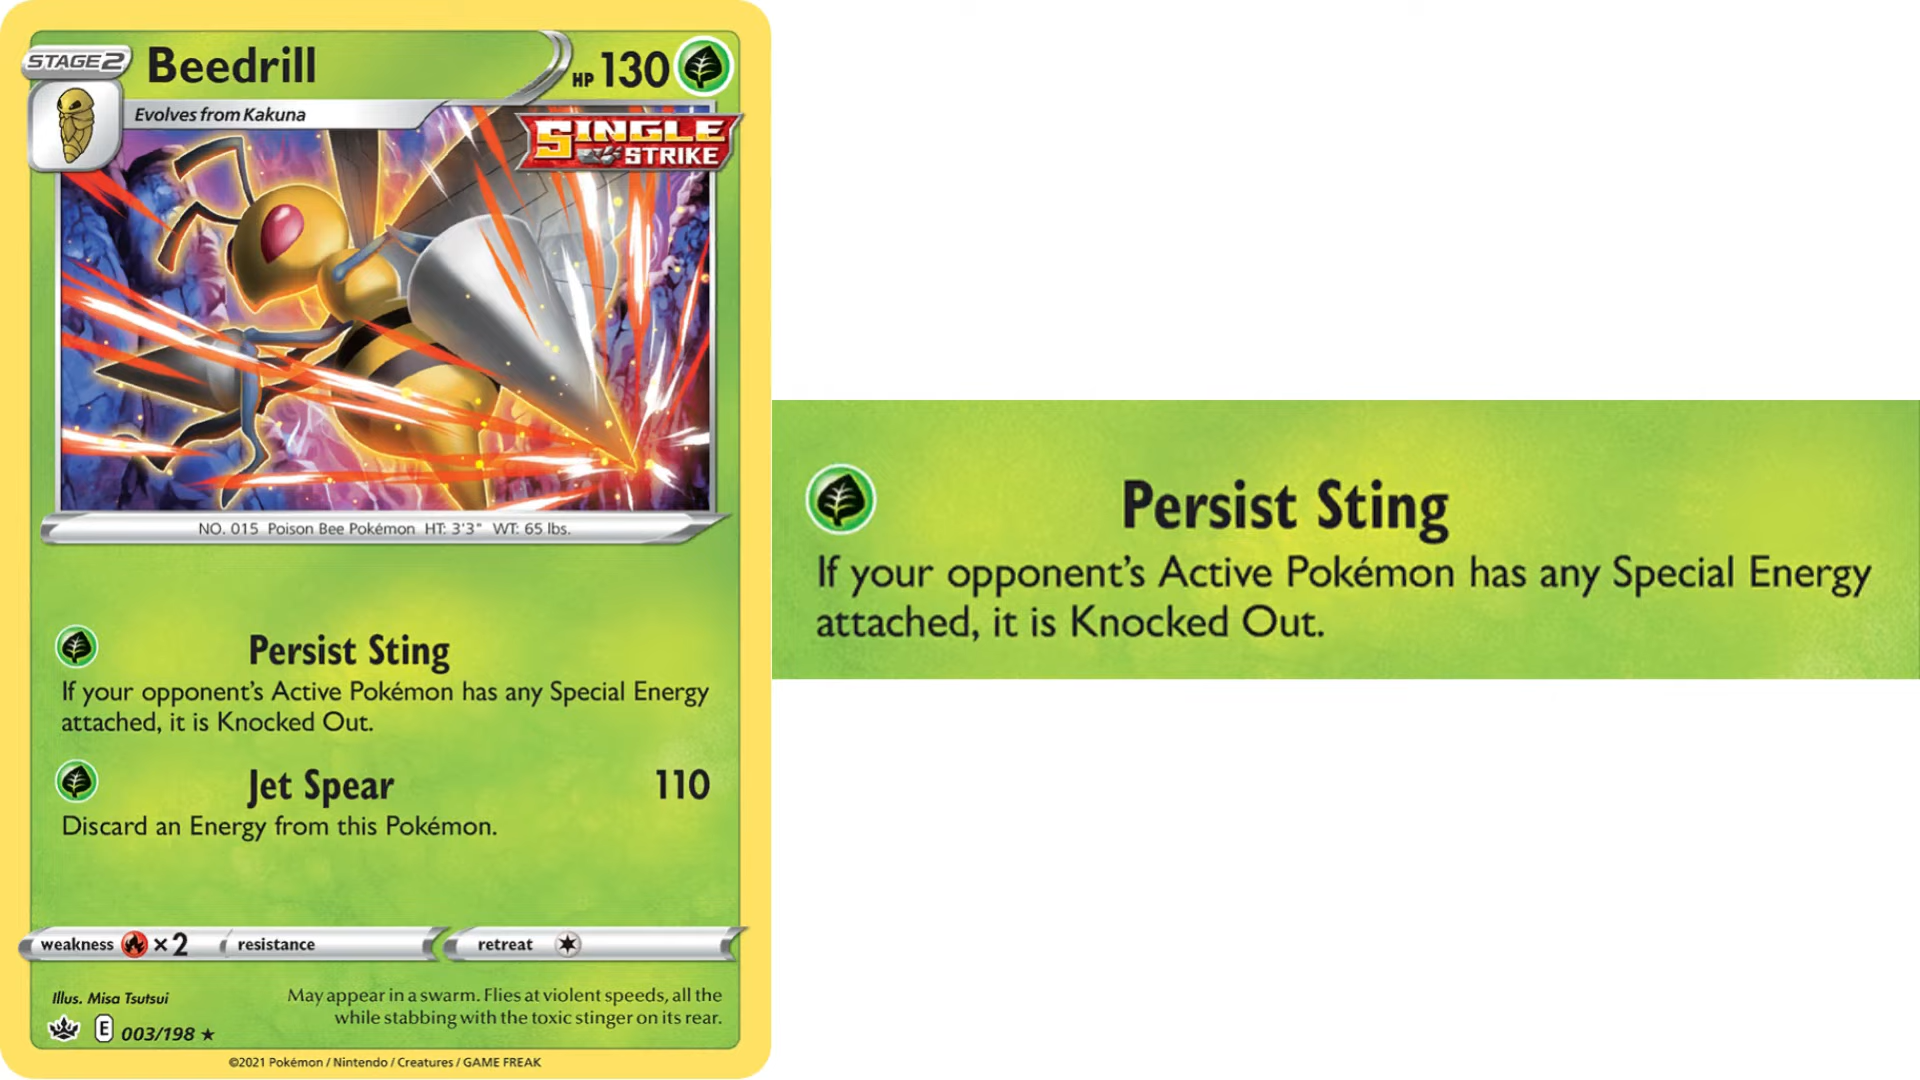 STAGE 2
Beedrill
HP 130
Evolves from Kakuna
SINGLE
STRIKE
NO. 015 Poison Bee Pokémon HT: 3'3" WT: 65 lbs.
Persist Sting
If your opponent's Active Pokémon has any Special Energy
attached, it is Knocked Out.
Jet Spear 110
Discard an Energy from this Pokémon.
weakness ×2 resistance retreat
Illus. Misa Tsutsui
May appear in a swarm. Flies at violent speeds, all the
while stabbing with the toxic stinger on its rear.
E 003/198 ★
©2021 Pokémon / Nintendo / Creatures / GAME FREAK
Persist Sting
If your opponent's Active Pokémon has any Special Energy
attached, it is Knocked Out.